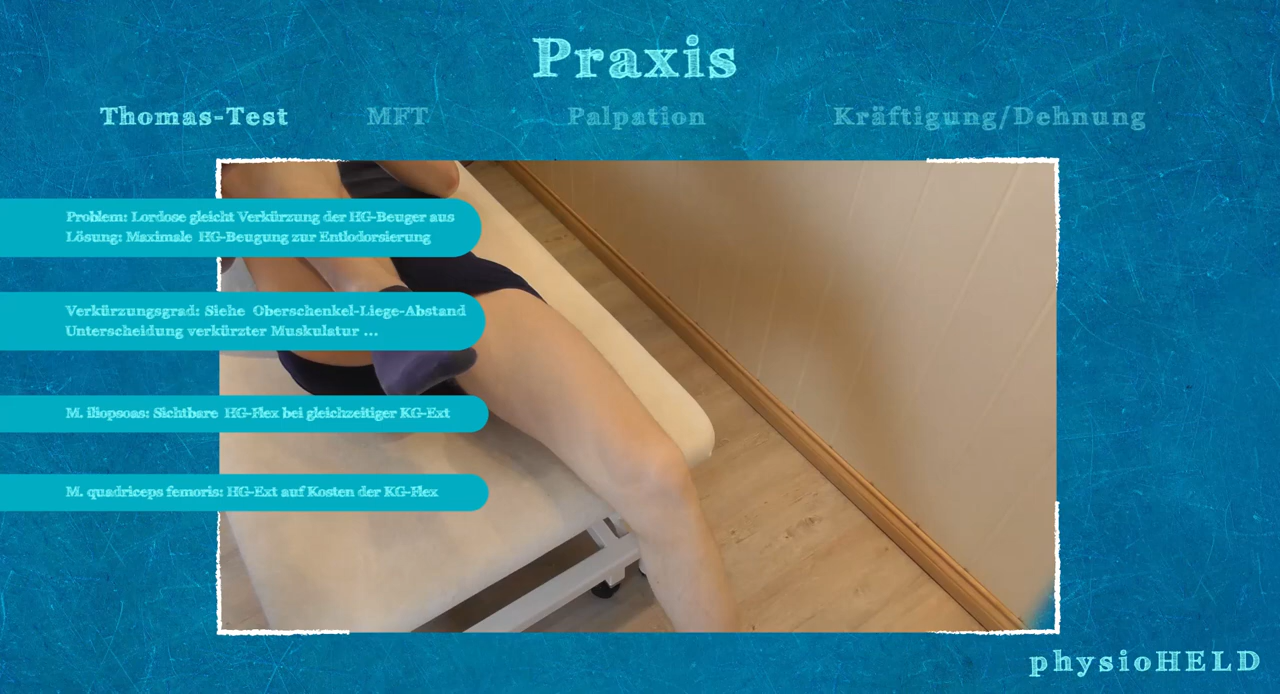 Praxis
Thomas-Test MFT Palpation Kräftigung/Dehnung
Problem: Lordose gleicht Verkürzung der HG-Beuger aus
Lösung: Maximale HG-Beugung zur Entlodorsierung
Verkürzungsgrad: Siehe Oberschenkel-Liege-Abstand
Unterscheidung verkürzter Muskulatur ...
M. iliopsoas: Sichtbare HG-Flex bei gleichzeitiger KG-Ext
M. quadriceps femoris: HG-Ext auf Kosten der KG-Flex
physioHELD